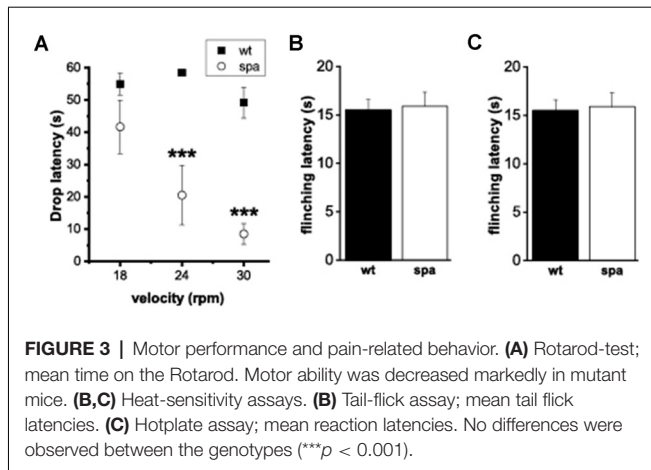 A
B
C
wt
spa
60
50
40
30
20
10
0
Drop latency (s)
***
***
18
24
30
velocity (rpm)
20
15
10
5
0
flinching latency (s)
wt
spa
20
15
10
5
0
flinching latency (s)
wt
spa
FIGURE 3 | Motor performance and pain-related behavior. (A) Rotarod-test;
mean time on the Rotarod. Motor ability was decreased markedly in mutant
mice. (B,C) Heat-sensitivity assays. (B) Tail-flick assay; mean tail flick
latencies. (C) Hotplate assay; mean reaction latencies. No differences were
observed between the genotypes (***p < 0.001).